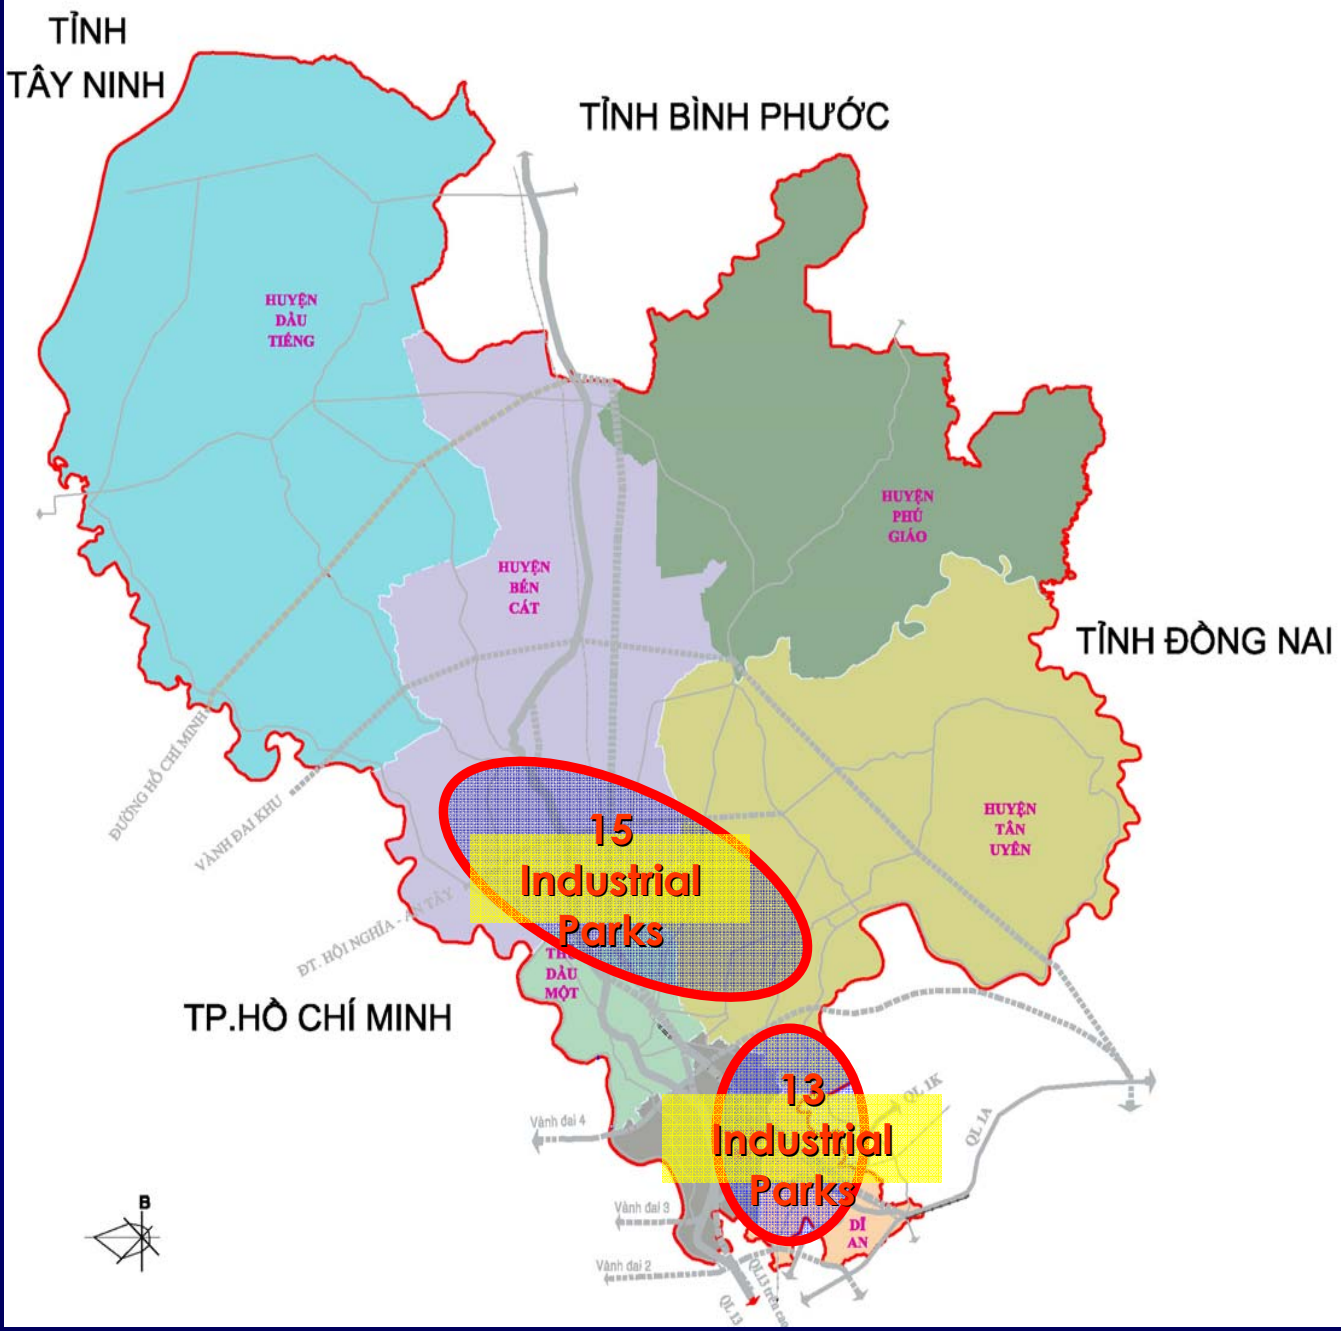 TỈNH
TÂY NINH
TỈNH BÌNH PHƯỚC
HUYỆN
DẦU
TIẾNG
HUYỆN
PHÚ
GIÁO
HUYỆN
BẾN
CÁT
TỈNH ĐỒNG NAI
ĐƯỜNG HỒ CHÍ MINH
VÀNH ĐAI KHU
HUYỆN
TÂN
UYÊN
15
Industrial
Parks
ĐT. HỘI NGHĨA - AN TÂY
DẦU
MỘT
TP.HỒ CHÍ MINH
13
Industrial
Parks
QL 1K
QL 1A
Vành đai 4
B
Vành đai 3
DĨ
AN
Vành đai 2
QL 13
QL13 trên cao